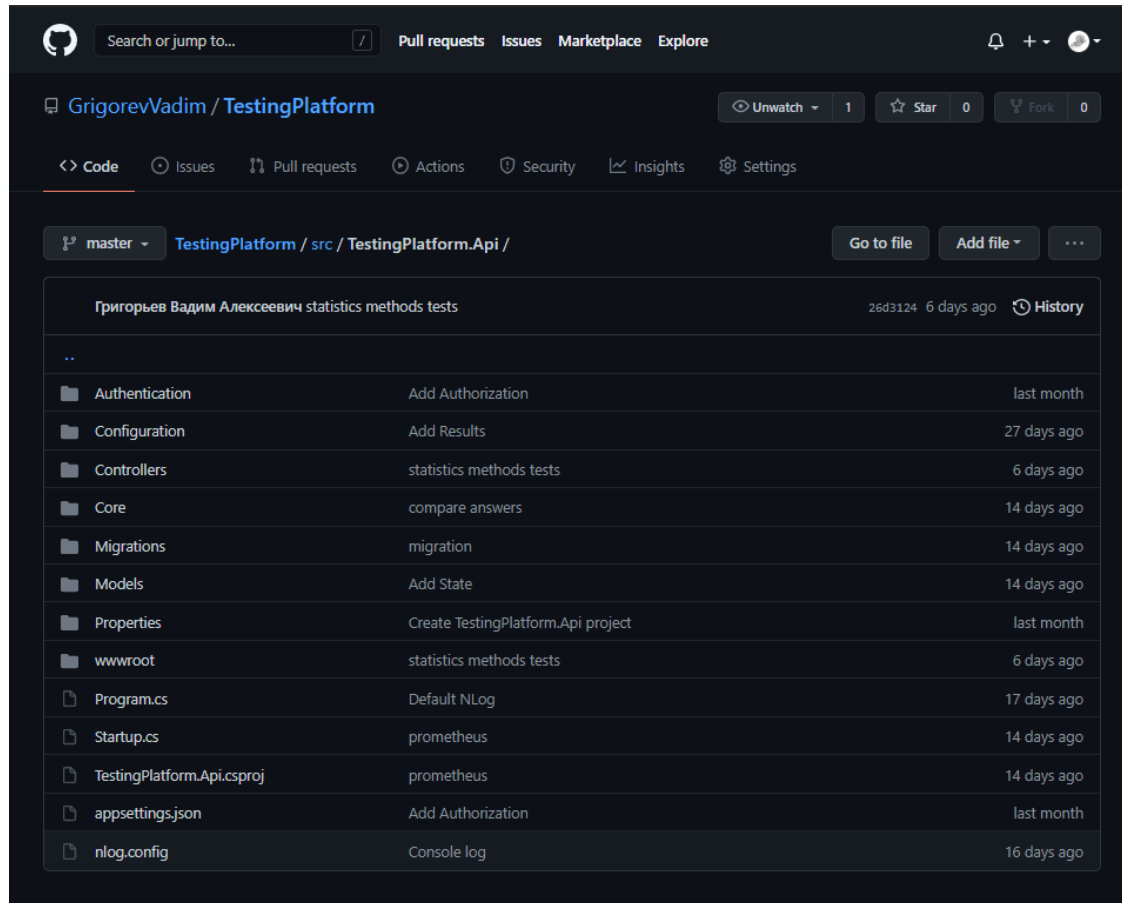 Search or jump to... / Pull requests Issues Marketplace Explore
GrigorevVadim / TestingPlatform Unwatch 1 Star 0 Fork 0
<> Code Issues Pull requests Actions Security Insights Settings
master TestingPlatform / src / TestingPlatform.Api / Go to file Add file ...
Григорьев Вадим Алексеевич statistics methods tests 26d3124 6 days ago History
..
Authentication Add Authorization last month
Configuration Add Results 27 days ago
Controllers statistics methods tests 6 days ago
Core compare answers 14 days ago
Migrations migration 14 days ago
Models Add State 14 days ago
Properties Create TestingPlatform.Api project last month
wwwroot statistics methods tests 6 days ago
Program.cs Default NLog 17 days ago
Startup.cs prometheus 14 days ago
TestingPlatform.Api.csproj prometheus 14 days ago
appsettings.json Add Authorization last month
nlog.config Console log 16 days ago